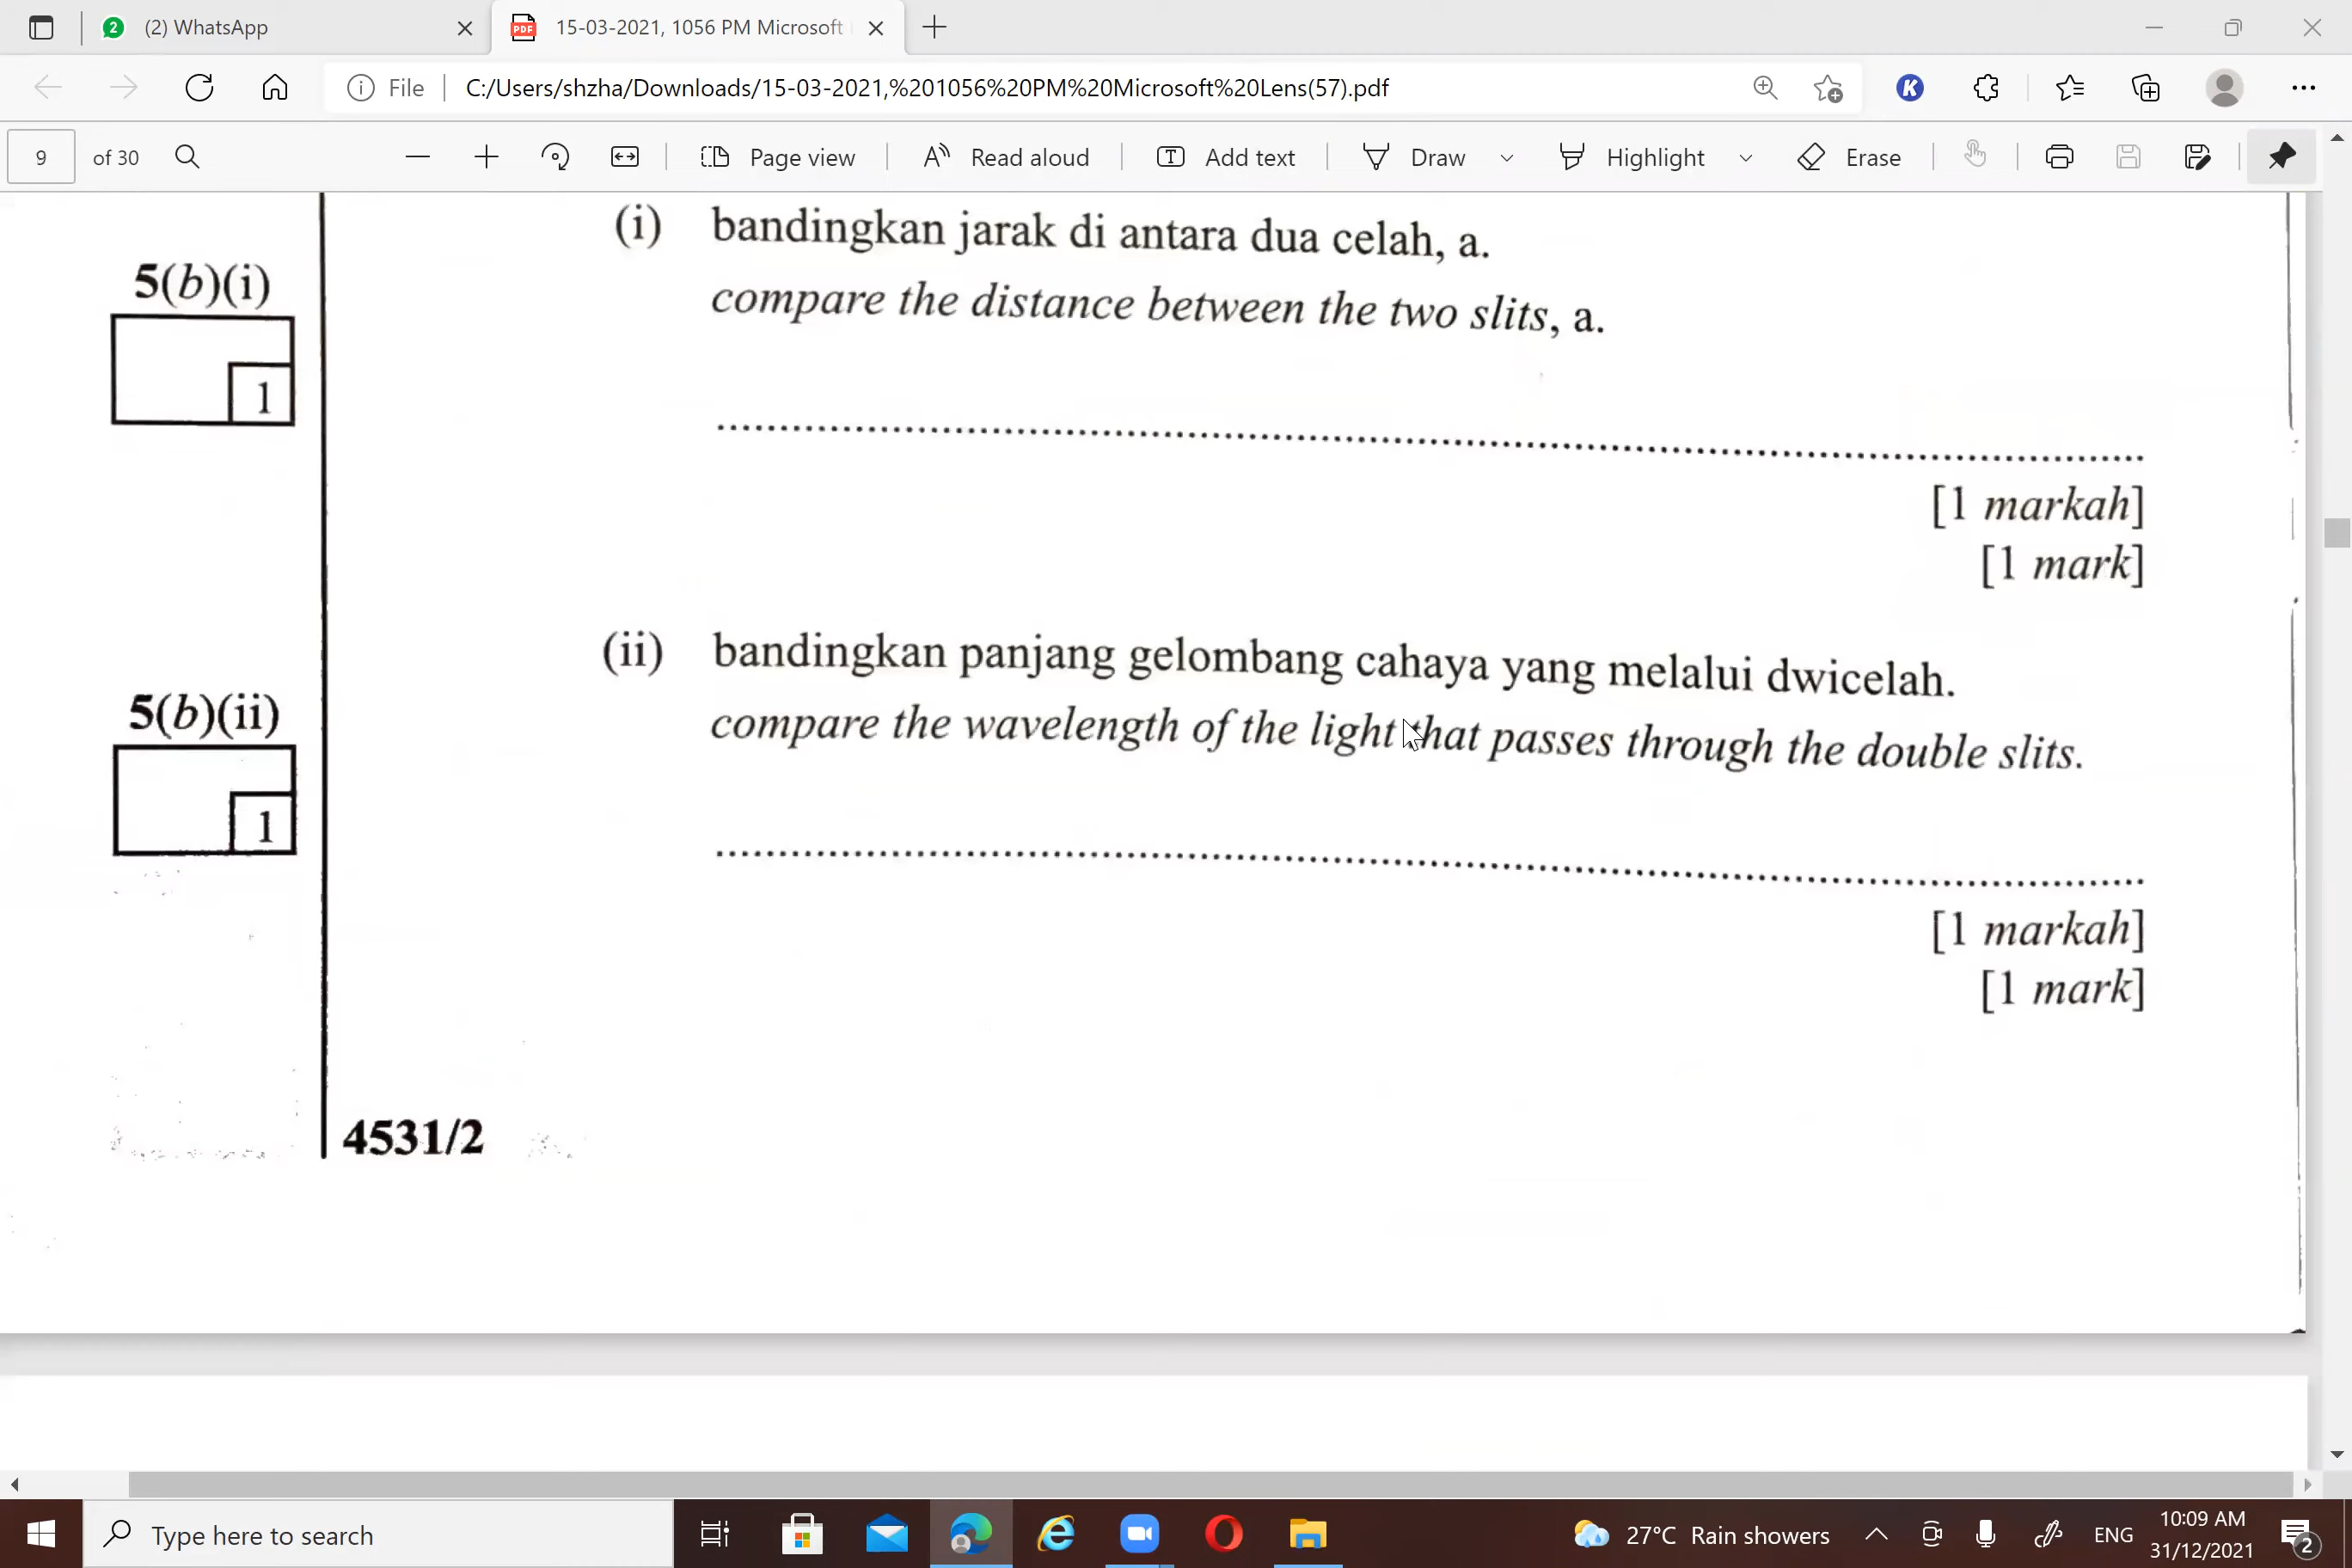 (2) WhatsApp
15-03-2021, 1056 PM Microsoft
File C:/Users/shzha/Downloads/15-03-2021,%201056%20PM%20Microsoft%20Lens(57).pdf
9 of 30 Page view Read aloud Add text Draw Highlight Erase
(i) bandingkan jarak di antara dua celah, a.
5(b)(i)
compare the distance between the two slits, a.
1
[1 markah]
[1 mark]
(ii) bandingkan panjang gelombang cahaya yang melalui dwicelah.
5(b)(ii)
compare the wavelength of the light that passes through the double slits.
1
[1 markah]
[1 mark]
4531/2
Type here to search
27°C Rain showers
ENG
10:09 AM
31/12/2021
2